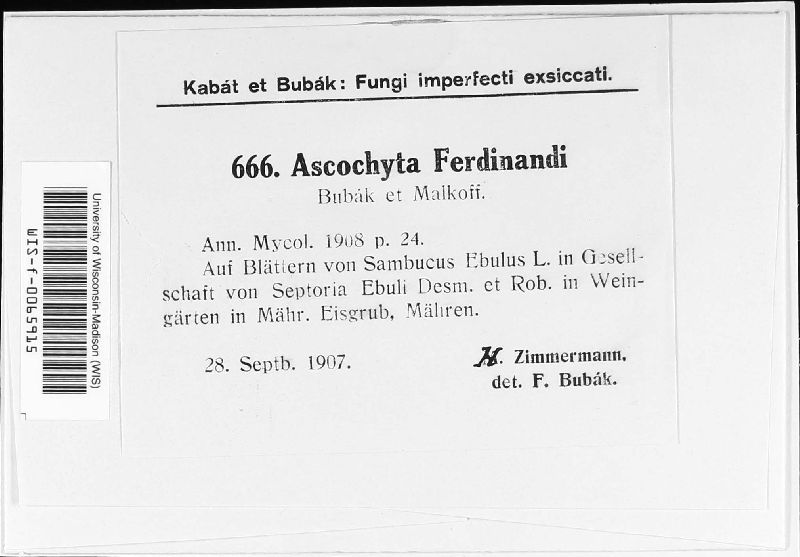 Kabát et Bubák: Fungi imperfecti exsiccati.
666. Ascochyta Ferdinandi
Bubák et Malkoff.
Ann. Mycol. 1908 p. 24.
Auf Blättern von Sambucus Ebulus L. in Gesell-
schaft von Septoria Ebuli Desm. et Rob. in Wein-
gärten in Mähr. Eisgrub, Mähren.
28. Septb. 1907.
H. Zimmermann.
det. F. Bubák.
University of Wisconsin-Madison (WIS)
WIS-f-0065915